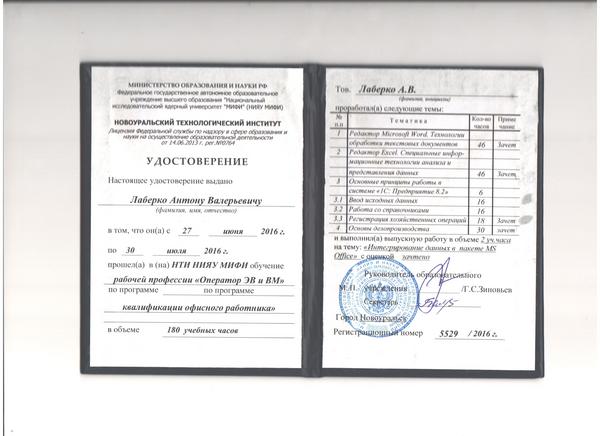 МИНИСТЕРСТВО ОБРАЗОВАНИЯ И НАУКИ РФ
Федеральное государственное автономное образовательное
учреждение высшего образования "Национальный
исследовательский ядерный университет "МИФИ" (НИЯУ МИФИ)
НОВОУРАЛЬСКИЙ ТЕХНОЛОГИЧЕСКИЙ ИНСТИТУТ
Лицензия Федеральной службы по надзору в сфере образования и
науки на осуществление образовательной деятельности
от 14.06.2013 г. рег.№0764
УДОСТОВЕРЕНИЕ
Настоящее удостоверение выдано
Лаберко Антону Валерьевичу
(фамилия, имя, отчество)
в том, что он(а) с 27 июня 2016 г.
по 30 июля 2016 г.
прошел(а) в (на) НТИ НИЯУ МИФИ обучение
рабочей профессии «Оператор ЭВ и ВМ»
по программе по программе
квалификации офисного работника»
в объеме 180 учебных часов
Тов. Лаберко А.В.
(фамилия, инициалы)
проработал(а) следующие темы:
№ п.п Тематика Кол-во часов Приме чание
1 Редактор Microsoft Word. Технологии
обработки текстовых документов 46 Зачет
2 Редактор Excel. Специальные инфор-
мационные технологии анализа и
представления данных 46 Зачет
3 Основные принципы работы в
системе «1С: Предприятие 8.2» 6
3.1 Ввод исходных данных 16
3.2 Работа со справочниками 16
3.3 Регистрация хозяйственных операций 18 Зачет
4 Основы делопроизводства 30 зачет
и выполнил(а) выпускную работу в объеме 2 уч.часа
на тему: «Интегрирование данных в пакете MS
Office» с оценкой зачтено
Руководитель образовательного
М.П. учреждения /Г.С.Зиновьев
Секретарь
Город Новоуральск
Регистрационный номер 5529 / 2016 г.